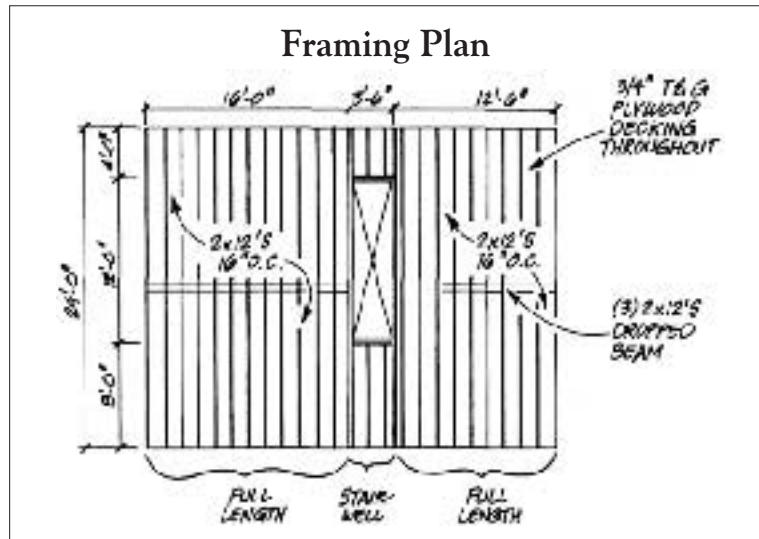 Framing Plan
16'-0" 3'-6" 12'-6"
3/4" T&G
PLYWOOD
DECKING
THROUGHOUT
4'-0"
2x12'S
16" O.C.
2x12'S
16" O.C.
12'-0"
24'-0"
(3) 2x12'S
DROPPED
BEAM
8'-0"
FULL
LENGTH
STAIR
WELL
FULL
LENGTH